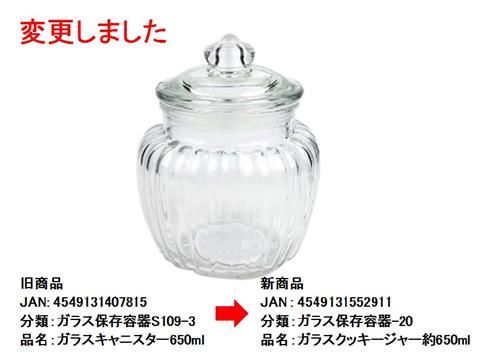 変更しました
旧商品
JAN: 4549131407815
分類：ガラス保存容器S109-3
品名：ガラスキャニスター650ml
新商品
JAN: 4549131552911
分類：ガラス保存容器-20
品名：ガラスクッキージャー約650ml